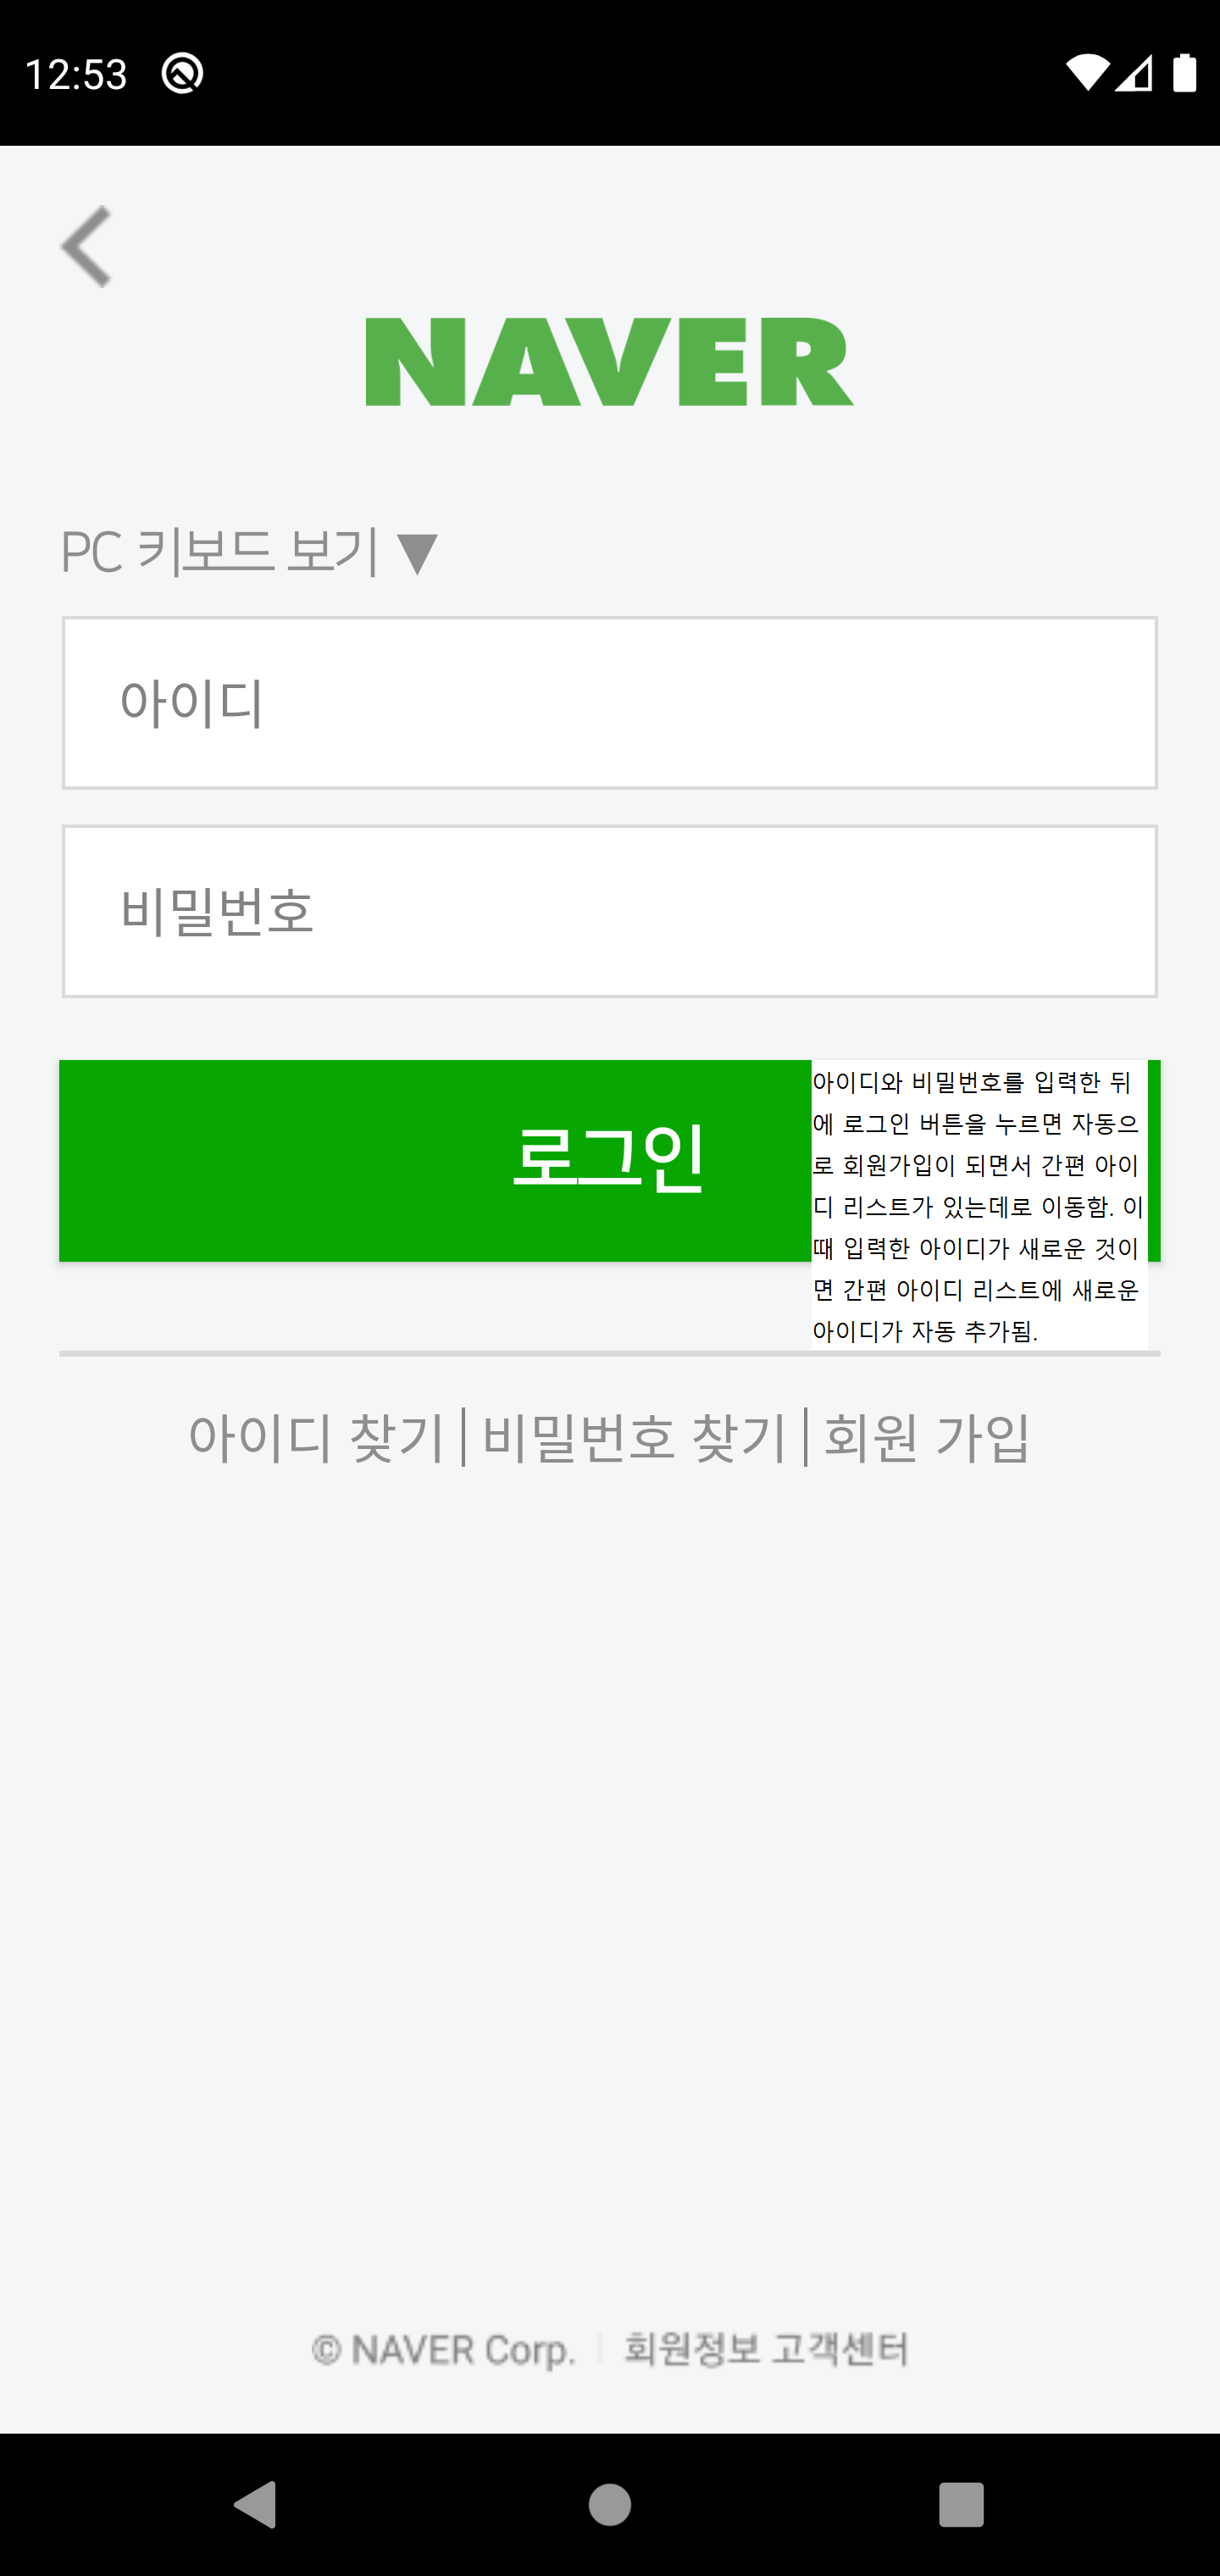 12:53
NAVER
PC 키보드 보기 ▼
아이디
비밀번호
로그인
아이디와 비밀번호를 입력한 뒤
에 로그인 버튼을 누르면 자동으
로 회원가입이 되면서 간편 아이
디 리스트가 있는데로 이동함. 이
때 입력한 아이디가 새로운 것이
면 간편 아이디 리스트에 새로운
아이디가 자동 추가됨.
아이디 찾기 | 비밀번호 찾기 | 회원 가입
© NAVER Corp. | 회원정보 고객센터